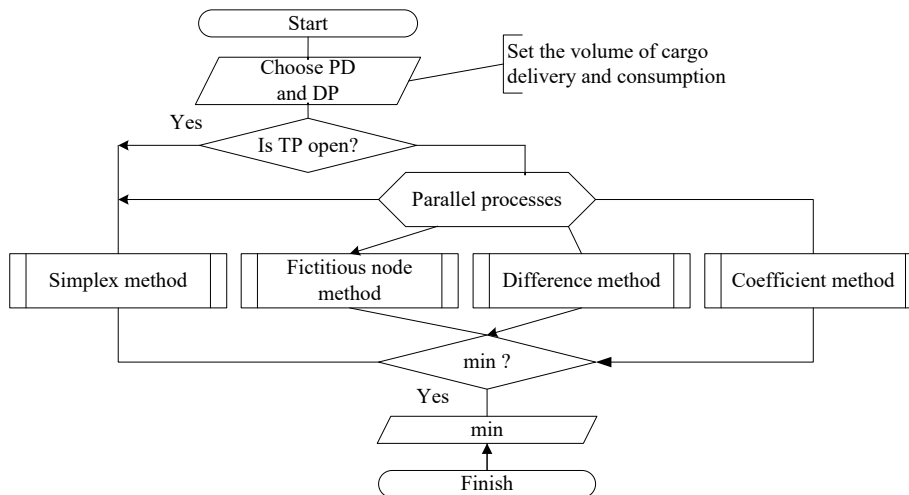 Start
Choose PD
and DP
Set the volume of cargo
delivery and consumption
Yes
Is TP open?
Parallel processes
Simplex method
Fictitious node
method
Difference method
Coefficient method
min ?
Yes
min
Finish